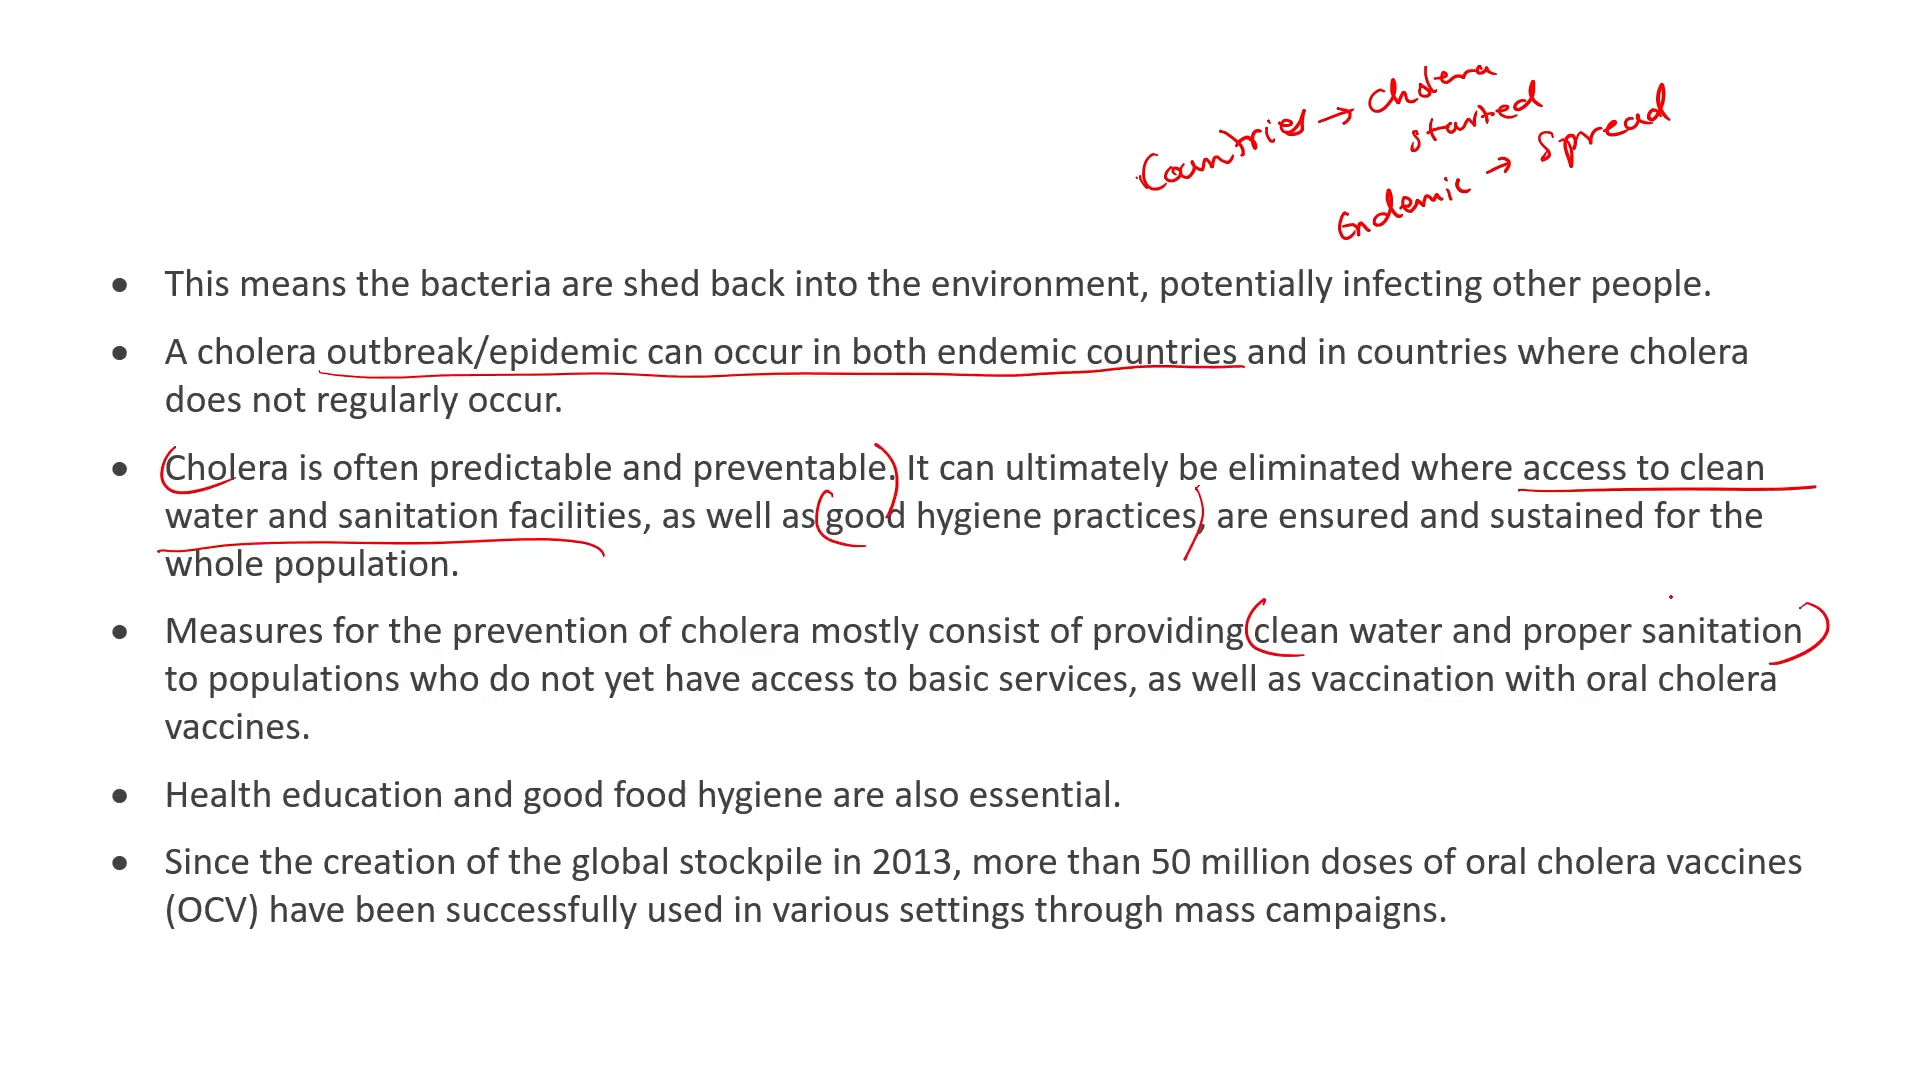 Countries → Cholera
started
Endemic → Spread
• This means the bacteria are shed back into the environment, potentially infecting other people.
• A cholera outbreak/epidemic can occur in both endemic countries and in countries where cholera
does not regularly occur.
• Cholera is often predictable and preventable. It can ultimately be eliminated where access to clean
water and sanitation facilities, as well as good hygiene practices, are ensured and sustained for the
whole population.
• Measures for the prevention of cholera mostly consist of providing clean water and proper sanitation
to populations who do not yet have access to basic services, as well as vaccination with oral cholera
vaccines.
• Health education and good food hygiene are also essential.
• Since the creation of the global stockpile in 2013, more than 50 million doses of oral cholera vaccines
(OCV) have been successfully used in various settings through mass campaigns.